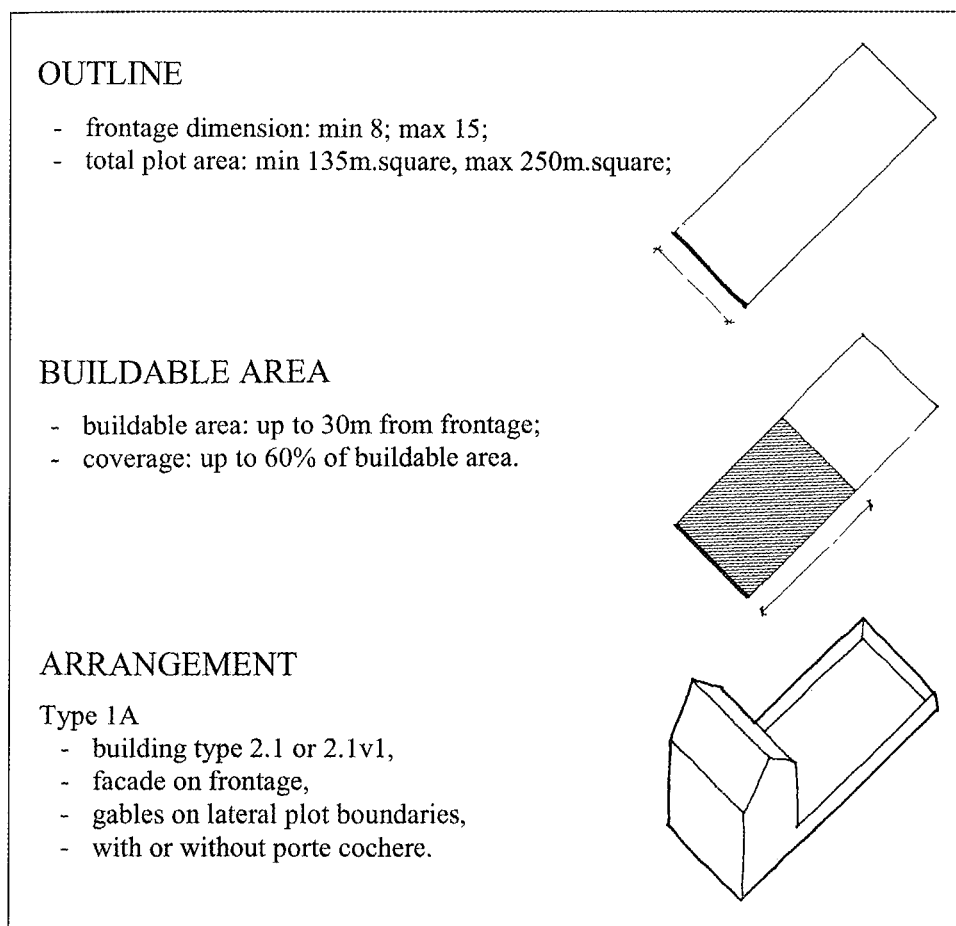 OUTLINE
- frontage dimension: min 8; max 15;
- total plot area: min 135m.square, max 250m.square;
BUILDABLE AREA
- buildable area: up to 30m from frontage;
- coverage: up to 60% of buildable area.
ARRANGEMENT
Type 1A
- building type 2.1 or 2.1v1,
- facade on frontage,
- gables on lateral plot boundaries,
- with or without porte cochere.